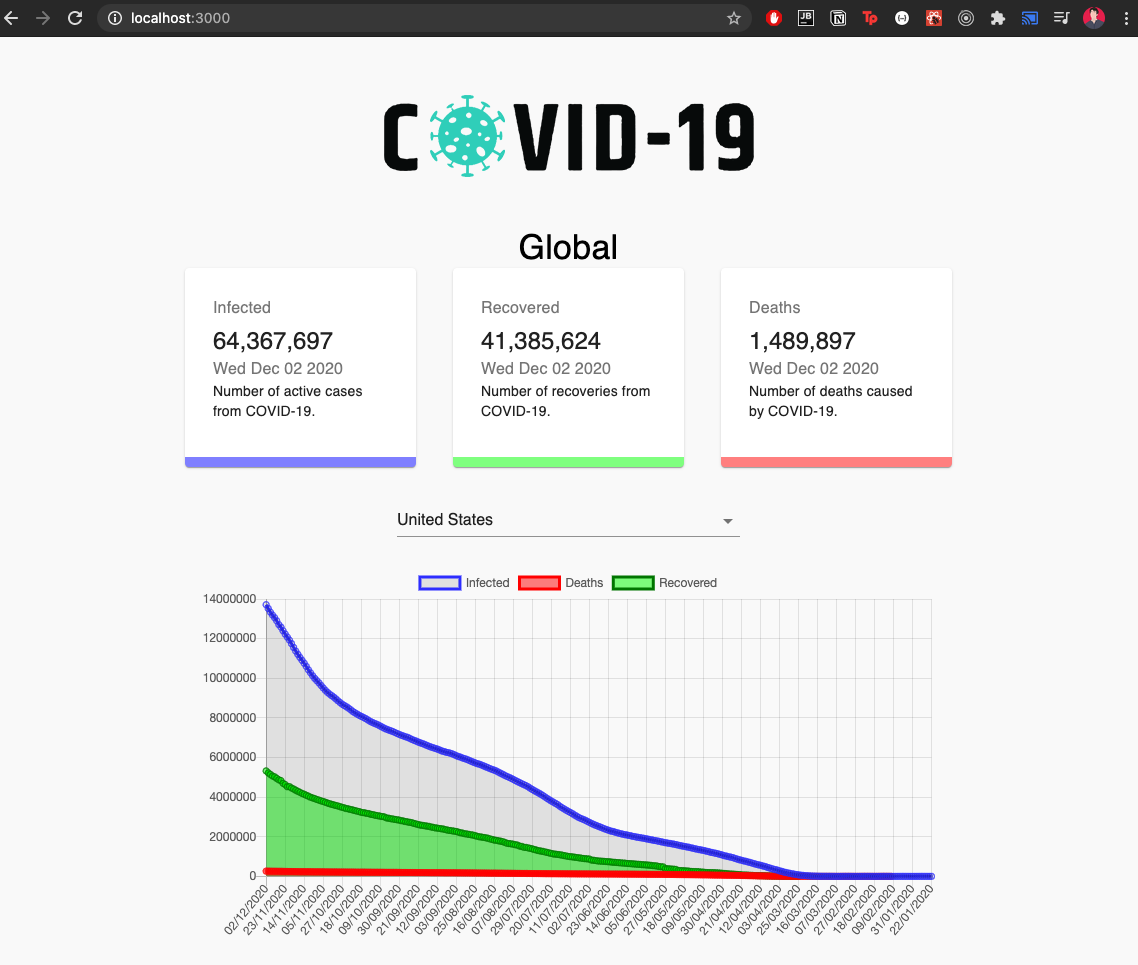 localhost:3000
JB
N
Tp
COVID-19
Global
Infected
64,367,697
Wed Dec 02 2020
Number of active cases
from COVID-19.
Recovered
41,385,624
Wed Dec 02 2020
Number of recoveries from
COVID-19.
Deaths
1,489,897
Wed Dec 02 2020
Number of deaths caused
by COVID-19.
United States
Infected Deaths Recovered
14000000
12000000
10000000
8000000
6000000
4000000
2000000
0
02/12/2020
23/11/2020
14/11/2020
05/11/2020
27/10/2020
18/10/2020
09/10/2020
30/09/2020
21/09/2020
12/09/2020
03/09/2020
25/08/2020
16/08/2020
07/08/2020
29/07/2020
20/07/2020
11/07/2020
02/07/2020
23/06/2020
14/06/2020
05/06/2020
27/05/2020
18/05/2020
09/05/2020
30/04/2020
21/04/2020
12/04/2020
03/04/2020
25/03/2020
16/03/2020
07/03/2020
27/02/2020
18/02/2020
09/02/2020
31/01/2020
22/01/2020